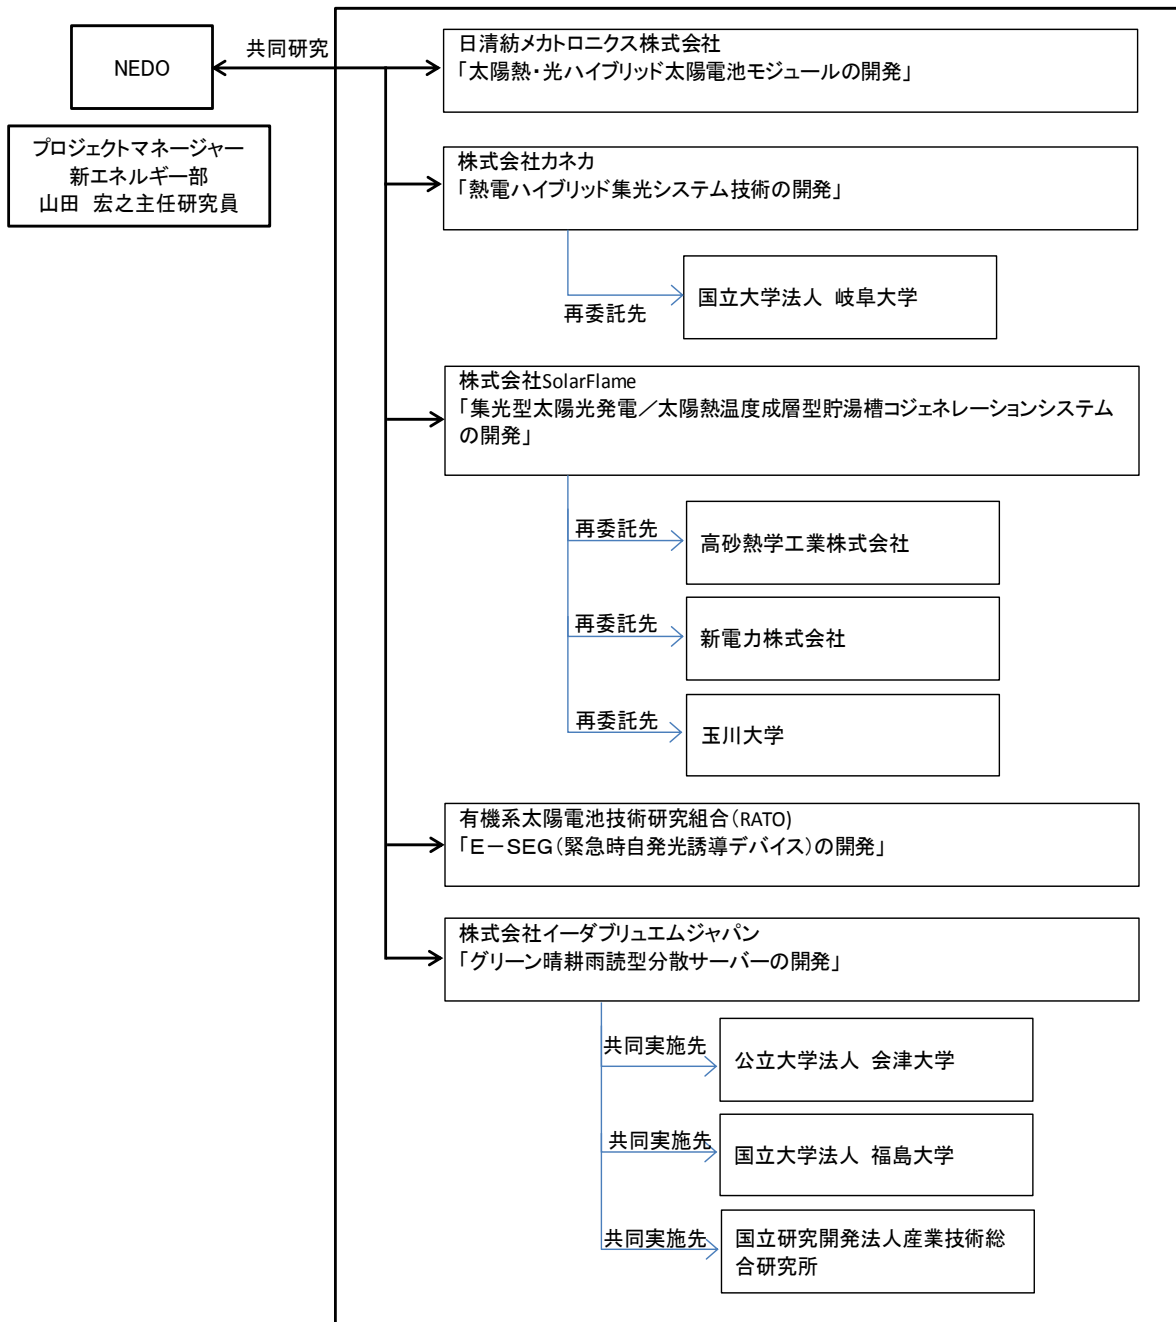 NEDO
共同研究
プロジェクトマネージャー
新エネルギー部
山田　宏之主任研究員
日清紡メカトロニクス株式会社
「太陽熱・光ハイブリッド太陽電池モジュールの開発」
株式会社カネカ
「熱電ハイブリッド集光システム技術の開発」
再委託先
国立大学法人　岐阜大学
株式会社SolarFlame
「集光型太陽光発電／太陽熱温度成層型貯湯槽コジェネレーションシステム
の開発」
再委託先
高砂熱学工業株式会社
再委託先
新電力株式会社
再委託先
玉川大学
有機系太陽電池技術研究組合（RATO)
「Ｅ－ＳＥＧ（緊急時自発光誘導デバイス）の開発」
株式会社イーダブリュエムジャパン
「グリーン晴耕雨読型分散サーバーの開発」
共同実施先
公立大学法人　会津大学
共同実施先
国立大学法人　福島大学
共同実施先
国立研究開発法人産業技術総
合研究所